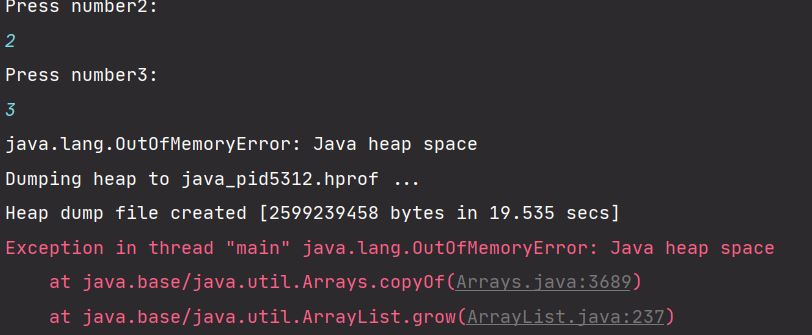 Press number2:
2
Press number3:
3
java.lang.OutOfMemoryError: Java heap space
Dumping heap to java_pid5312.hprof ...
Heap dump file created [2599239458 bytes in 19.535 secs]
Exception in thread "main" java.lang.OutOfMemoryError: Java heap space
    at java.base/java.util.Arrays.copyOf(Arrays.java:3689)
    at java.base/java.util.ArrayList.grow(ArrayList.java:237)